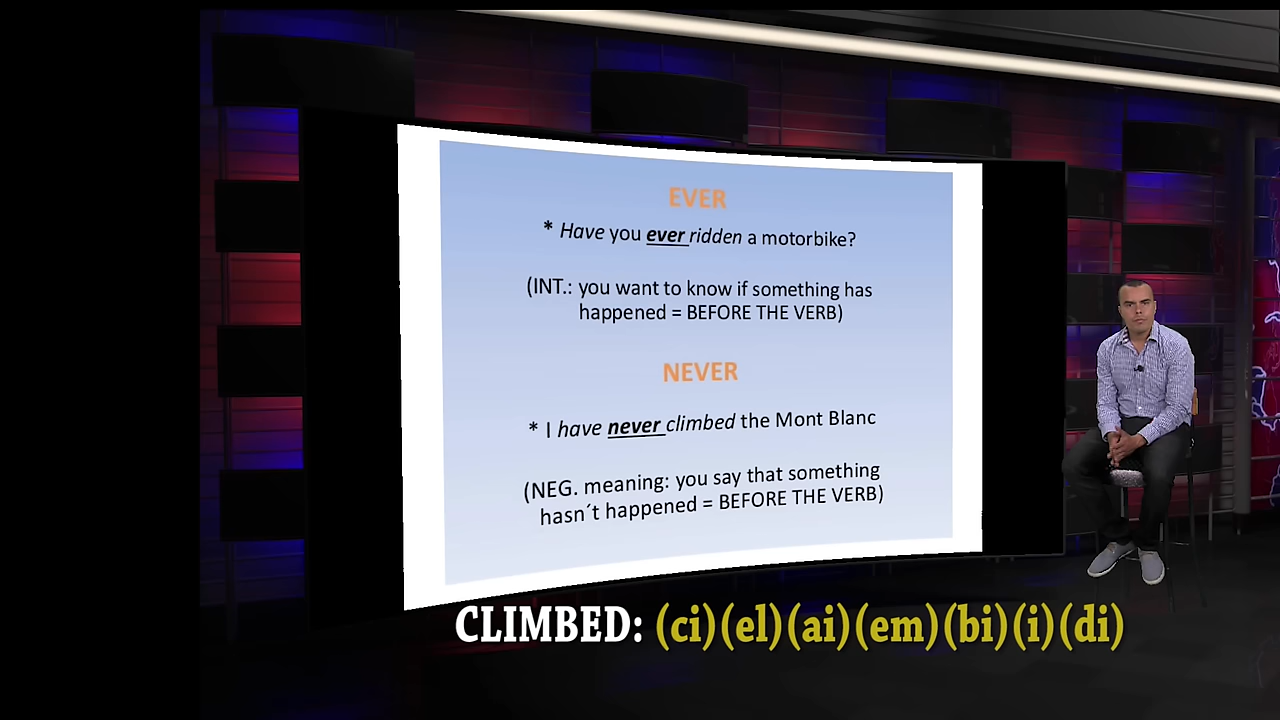 EVER
* Have you ever ridden a motorbike?
(INT.: you want to know if something has
happened = BEFORE THE VERB)
NEVER
* I have never climbed the Mont Blanc
(NEG. meaning: you say that something
hasn´t happened = BEFORE THE VERB)
CLIMBED: (ci)(el)(ai)(em)(bi)(i)(di)